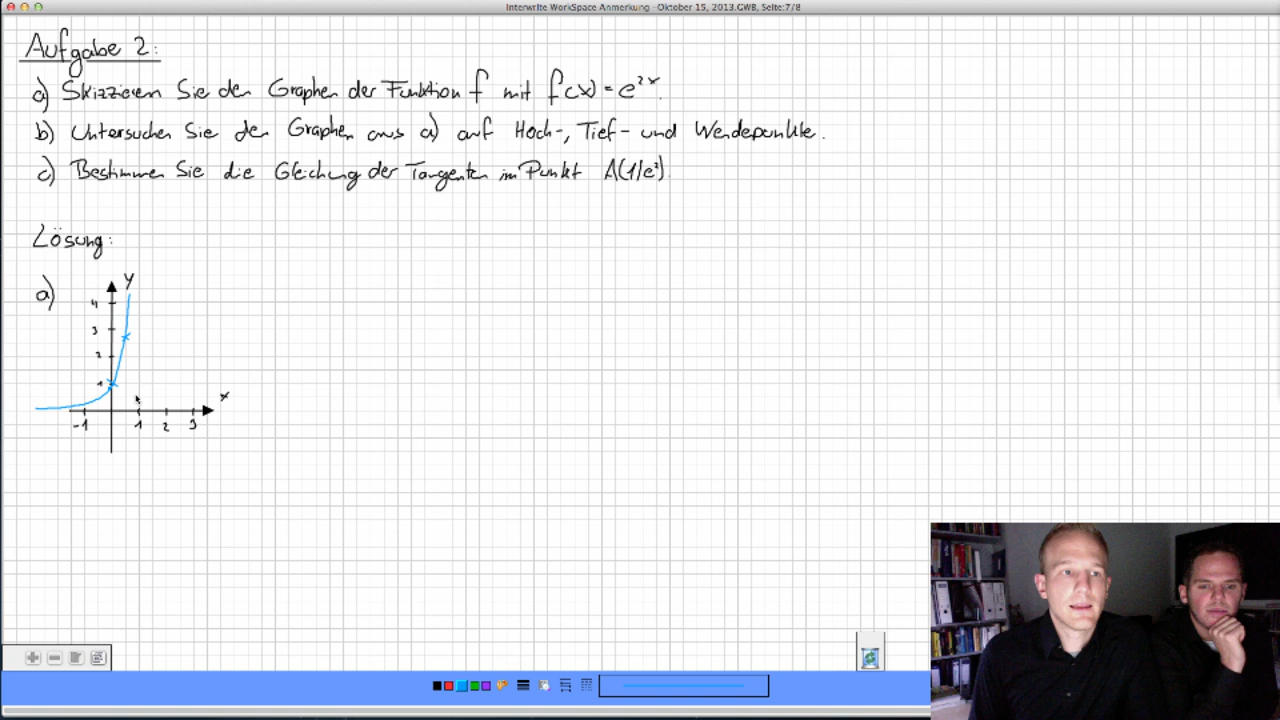 Interwrite WorkSpace Anmerkung - Oktober 15, 2013.GWB, Seite:7/8
Aufgabe 2:
a) Skizzieren Sie den Graphen der Funktion f mit f(x) = e^2x.
b) Untersuchen Sie den Graphen aus a) auf Hoch-, Tief- und Wendepunkte.
c) Bestimmen Sie die Gleichung der Tangenten im Punkt A(1/e²).
Lösung:
a)
y
4
3
2
1
x
-1 1 2 3